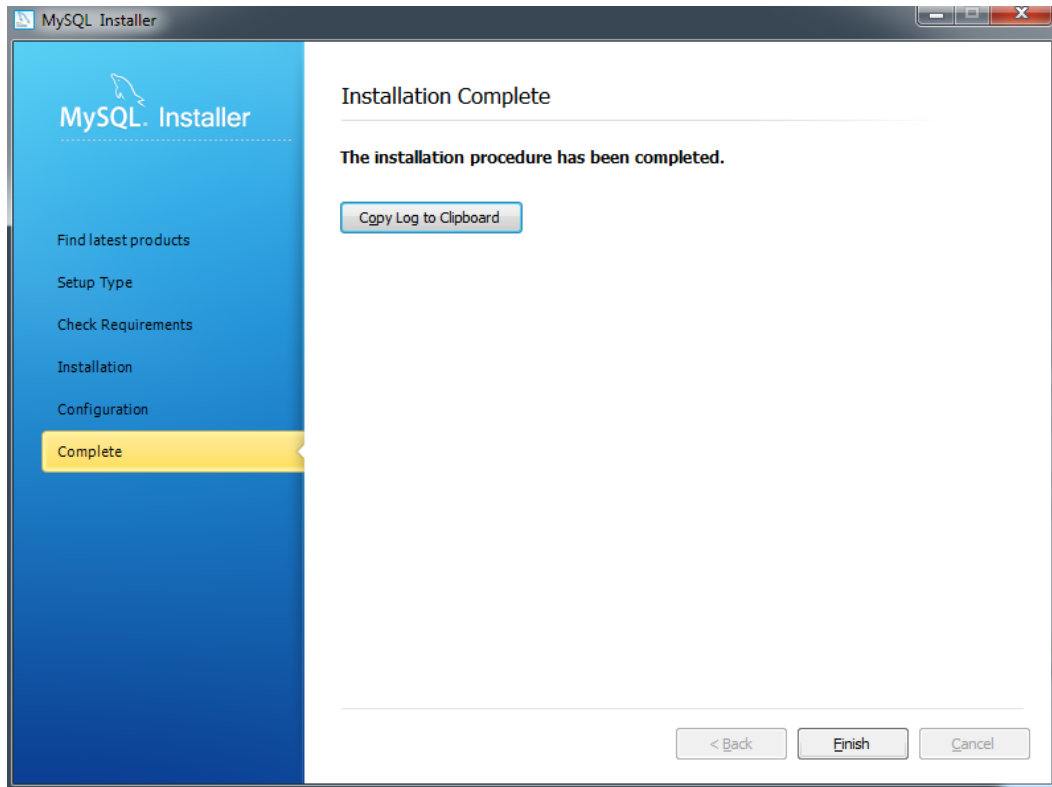 MySQL Installer
MySQL. Installer
Find latest products
Setup Type
Check Requirements
Installation
Configuration
Complete
Installation Complete
The installation procedure has been completed.
Copy Log to Clipboard
< Back
Finish
Cancel